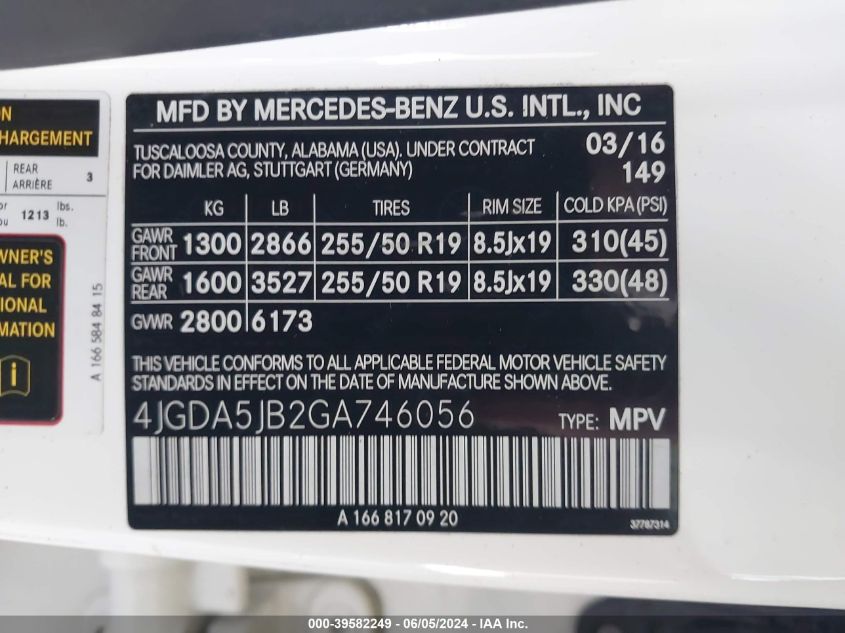 ON
HARGEMENT
REAR
ARRIÈRE 3
or
ou 1213 lbs.
lb.
WNER'S
AL FOR
IONAL
MATION
i
A 166 584 84 15
MFD BY MERCEDES-BENZ U.S. INTL., INC
TUSCALOOSA COUNTY, ALABAMA (USA). UNDER CONTRACT 03/16
FOR DAIMLER AG, STUTTGART (GERMANY) 149
KG LB TIRES RIM SIZE COLD KPA (PSI)
GAWR FRONT 1300 2866 255/50 R19 8.5Jx19 310(45)
GAWR REAR 1600 3527 255/50 R19 8.5Jx19 330(48)
GVWR 2800 6173
THIS VEHICLE CONFORMS TO ALL APPLICABLE FEDERAL MOTOR VEHICLE SAFETY
STANDARDS IN EFFECT ON THE DATE OF MANUFACTURE SHOWN ABOVE.
4JGDA5JB2GA746056 TYPE: MPV
A 166 817 09 20 37787314
000-39582249 - 06/05/2024 - IAA Inc.